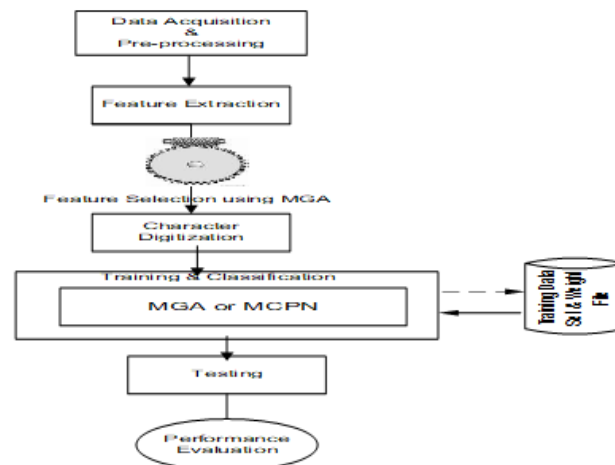 Data Acquisition
&
Pre-processing
Feature Extraction
Feature Selection using MGA
Character
Digitization
Training & Classification
MGA or MCPN
Training Data
Set & Weight
File
Testing
Performance
Evaluation